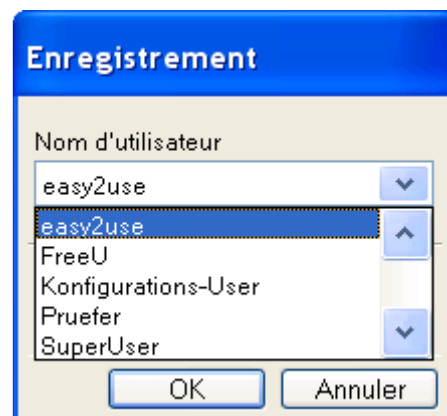 Enregistrement
Nom d'utilisateur
easy2use
easy2use
FreeU
Konfigurations-User
Pruefer
SuperUser
OK Annuler